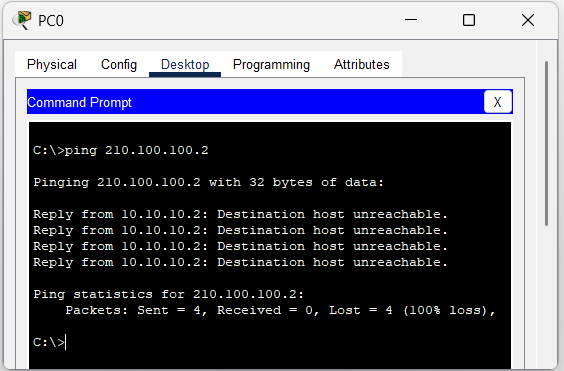 PC0
Physical Config Desktop Programming Attributes
Command Prompt X
C:\>ping 210.100.100.2
Pinging 210.100.100.2 with 32 bytes of data:
Reply from 10.10.10.2: Destination host unreachable.
Reply from 10.10.10.2: Destination host unreachable.
Reply from 10.10.10.2: Destination host unreachable.
Reply from 10.10.10.2: Destination host unreachable.
Ping statistics for 210.100.100.2:
Packets: Sent = 4, Received = 0, Lost = 4 (100% loss),
C:\>